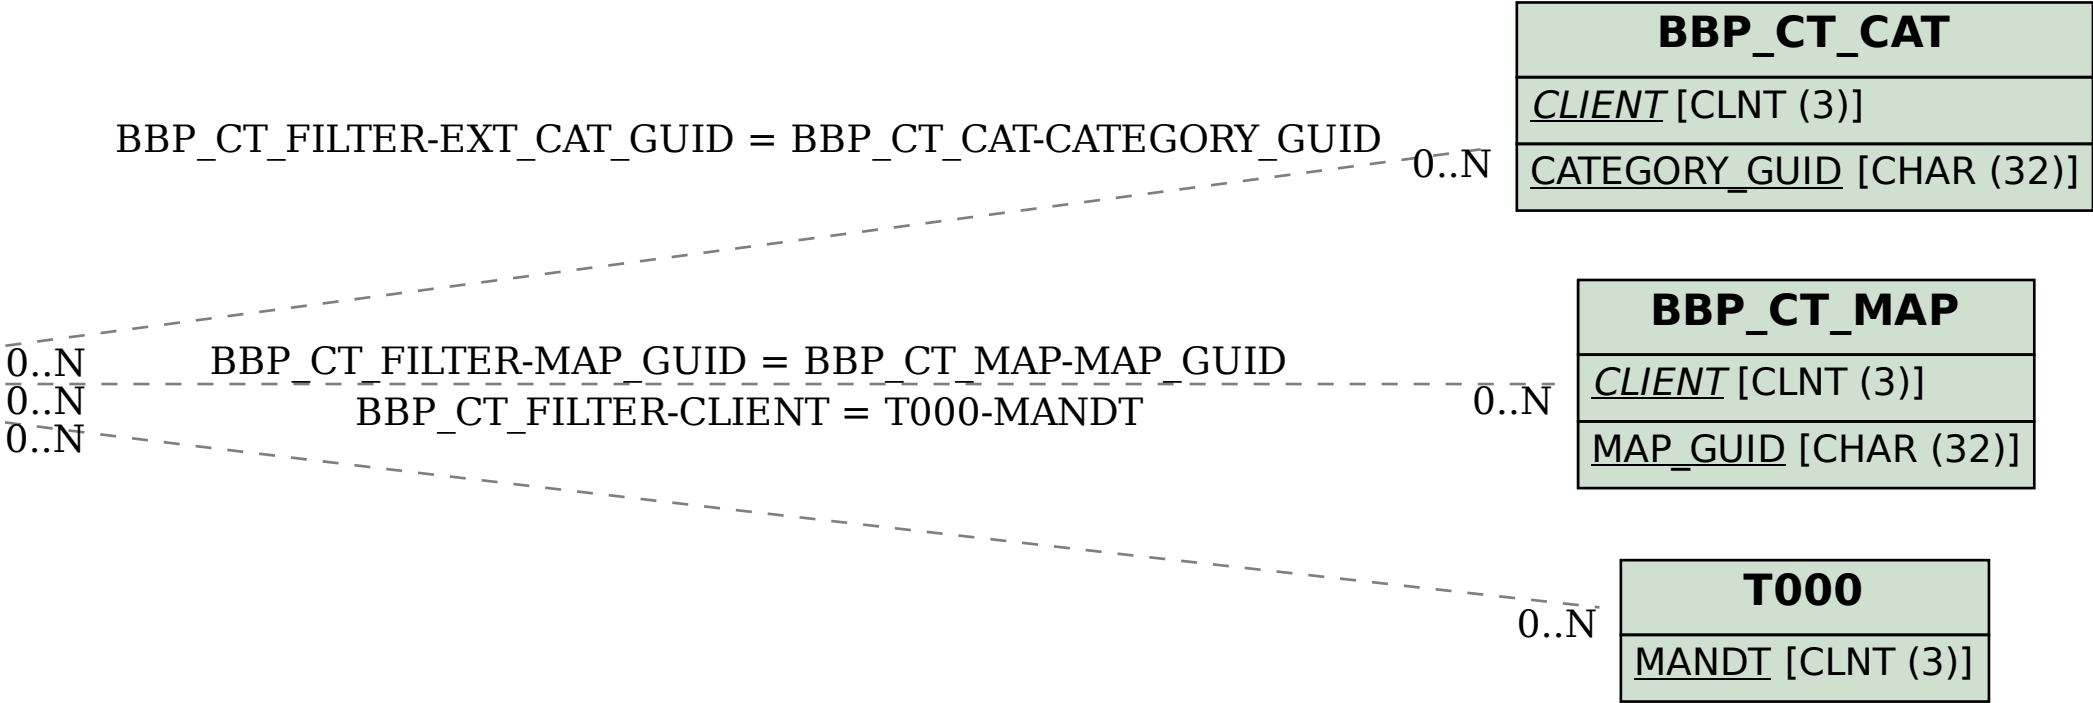 BBP_CT_CAT
CLIENT [CLNT (3)]
BBP_CT_FILTER-EXT_CAT_GUID = BBP_CT_CAT-CATEGORY_GUID
0..N
CATEGORY_GUID [CHAR (32)]
BBP_CT_MAP
0..N
BBP_CT_FILTER-MAP_GUID = BBP_CT_MAP-MAP_GUID
CLIENT [CLNT (3)]
0..N
BBP_CT_FILTER-CLIENT = T000-MANDT
0..N
0..N
MAP_GUID [CHAR (32)]
T000
0..N
MANDT [CLNT (3)]